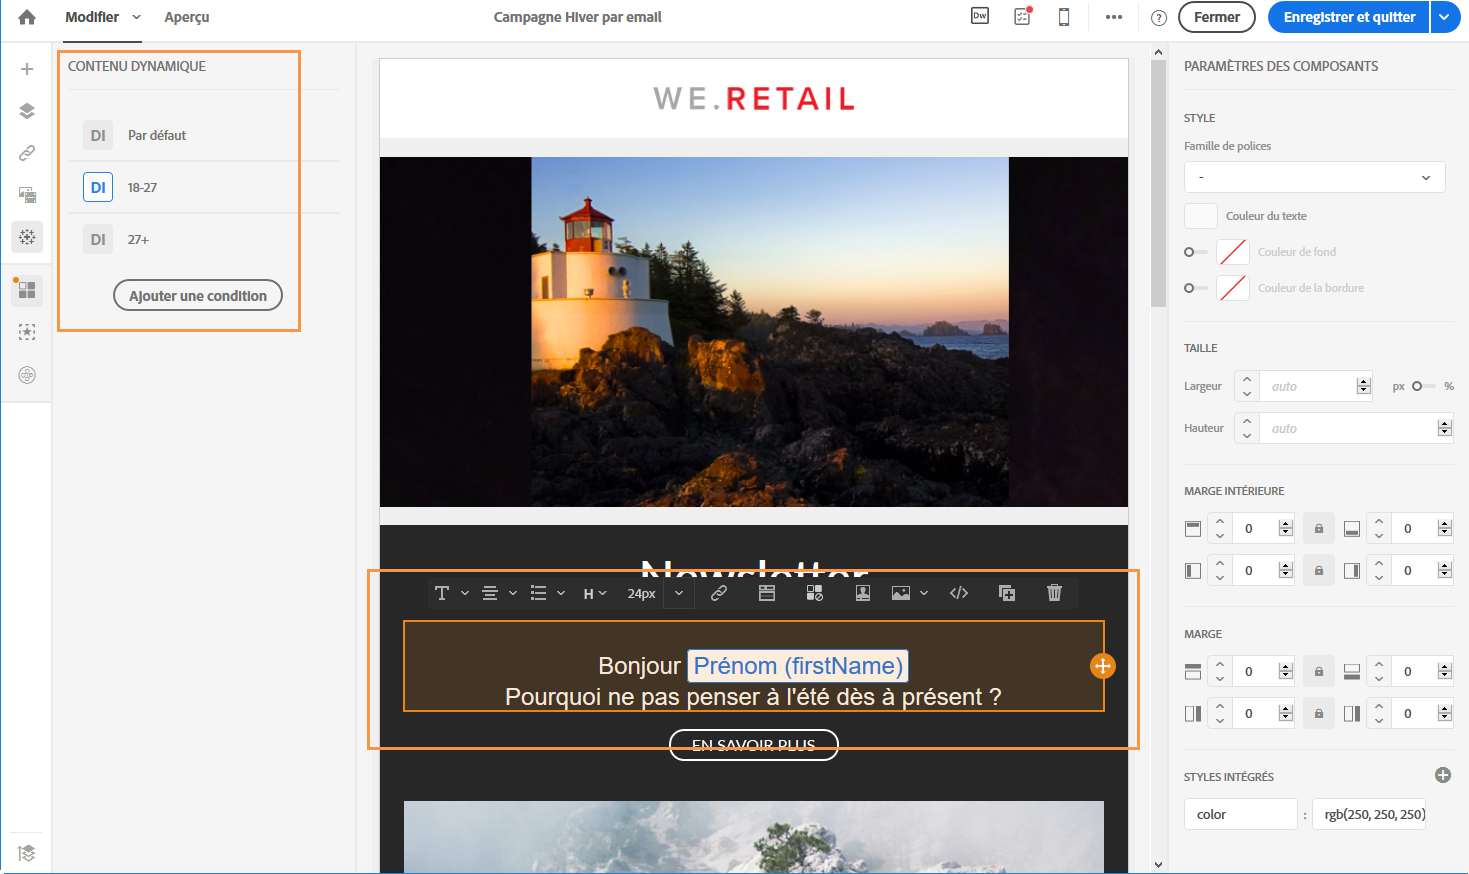 Modifier
Aperçu
Campagne Hiver par email
Dw
?
Fermer
Enregistrer et quitter
CONTENU DYNAMIQUE
DI Par défaut
DI 18-27
DI 27+
Ajouter une condition
WE.RETAIL
Newsletter
T
H
24px
Bonjour Prénom (firstName)
Pourquoi ne pas penser à l'été dès à présent ?
EN SAVOIR PLUS
PARAMÈTRES DES COMPOSANTS
STYLE
Famille de polices
-
Couleur du texte
Couleur de fond
Couleur de la bordure
TAILLE
Largeur auto px %
Hauteur auto
MARGE INTÉRIEURE
0 0
0 0
MARGE
0 0
0 0
STYLES INTÉGRÉS
color : rgb(250, 250, 250)